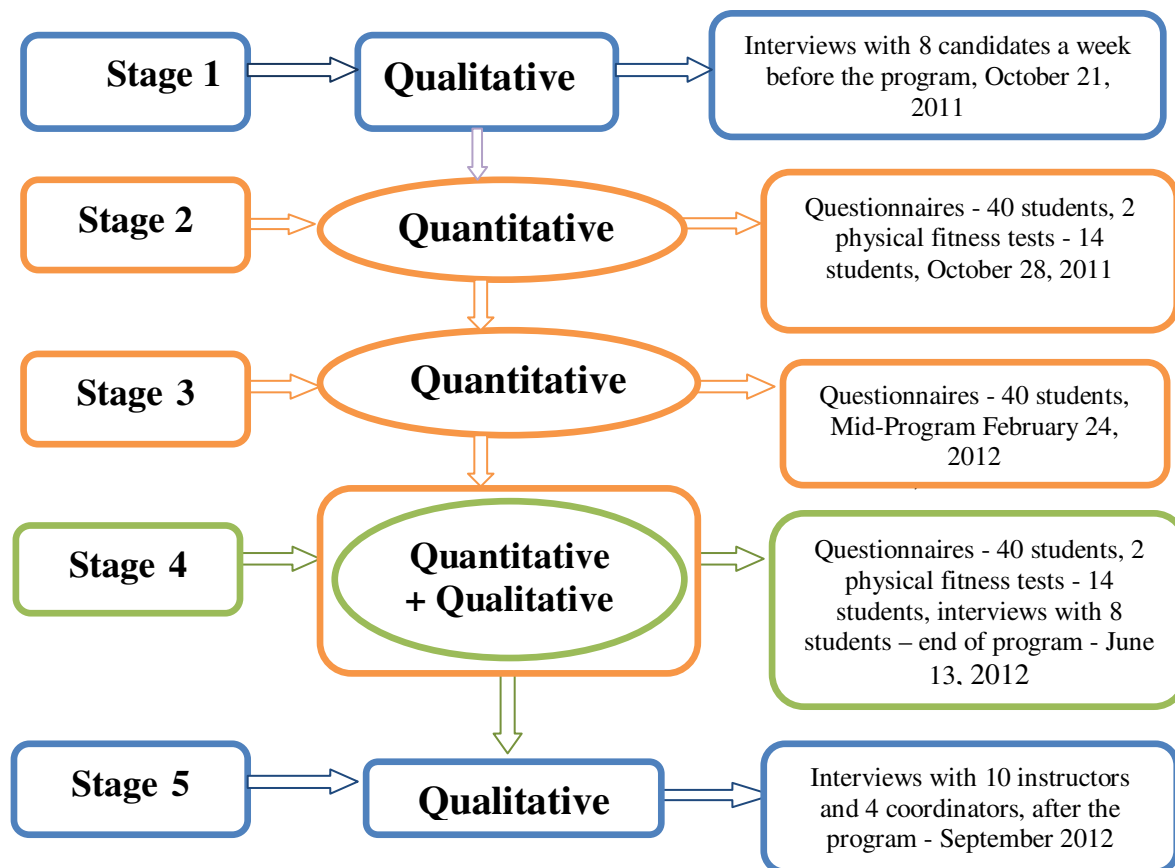 Stage 1
Qualitative
Interviews with 8 candidates a week
before the program, October 21,
2011
Stage 2
Quantitative
Questionnaires - 40 students, 2
physical fitness tests - 14
students, October 28, 2011
Stage 3
Quantitative
Questionnaires - 40 students,
Mid-Program February 24,
2012
Stage 4
Quantitative
+ Qualitative
Questionnaires - 40 students, 2
physical fitness tests - 14
students, interviews with 8
students – end of program - June
13, 2012
Stage 5
Qualitative
Interviews with 10 instructors
and 4 coordinators, after the
program - September 2012